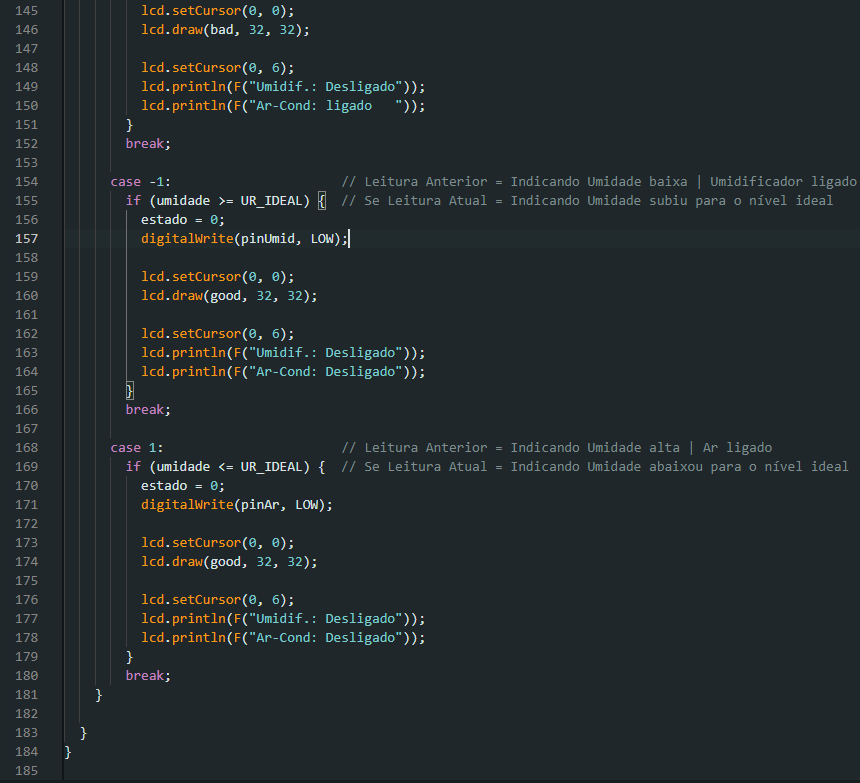 145 lcd.setCursor(0, 0);
146 lcd.draw(bad, 32, 32);
147
148 lcd.setCursor(0, 6);
149 lcd.println(F("Umidif.: Desligado"));
150 lcd.println(F("Ar-Cond: ligado   "));
151 }
152 break;
153
154 case -1: // Leitura Anterior = Indicando Umidade baixa | Umidificador ligado
155 if (umidade >= UR_IDEAL) { // Se Leitura Atual = Indicando Umidade subiu para o nível ideal
156 estado = 0;
157 digitalWrite(pinUmid, LOW);
158
159 lcd.setCursor(0, 0);
160 lcd.draw(good, 32, 32);
161
162 lcd.setCursor(0, 6);
163 lcd.println(F("Umidif.: Desligado"));
164 lcd.println(F("Ar-Cond: Desligado"));
165 }
166 break;
167
168 case 1: // Leitura Anterior = Indicando Umidade alta | Ar ligado
169 if (umidade <= UR_IDEAL) { // Se Leitura Atual = Indicando Umidade abaixou para o nível ideal
170 estado = 0;
171 digitalWrite(pinAr, LOW);
172
173 lcd.setCursor(0, 0);
174 lcd.draw(good, 32, 32);
175
176 lcd.setCursor(0, 6);
177 lcd.println(F("Umidif.: Desligado"));
178 lcd.println(F("Ar-Cond: Desligado"));
179 }
180 break;
181 }
182
183 }
184 }
185